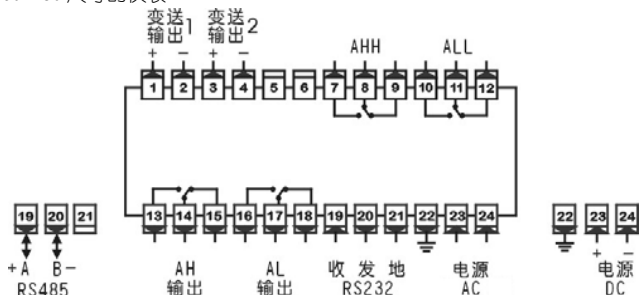 变送1 变送2
输出 输出
+ − + −
AHH ALL
1 2 3 4 5 6 7 8 9 10 11 12
13 14 15 16 17 18 19 20 21 22 23 24
19 20 21
22 23 24
+A B−
RS485
AH
输出
AL
输出
收 发 地
RS232
电源
AC
+ −
电源
DC